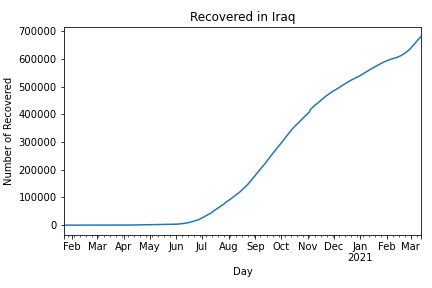 Recovered in Iraq
Number of Recovered
700000
600000
500000
400000
300000
200000
100000
0
Feb Mar Apr May Jun Jul Aug Sep Oct Nov Dec Jan Feb Mar
2021
Day